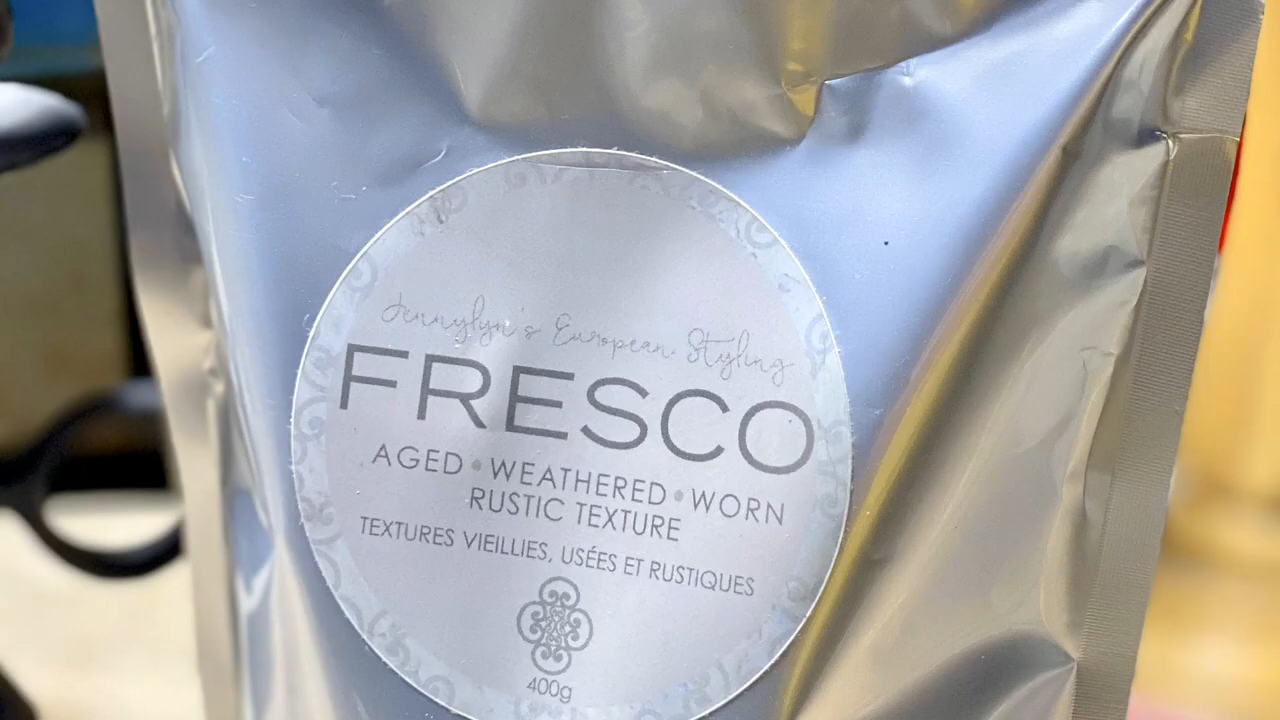 Jennylyn's European Styling
FRESCO
AGED • WEATHERED • WORN
RUSTIC TEXTURE
TEXTURES VIEILLIES, USÉES ET RUSTIQUES
400g